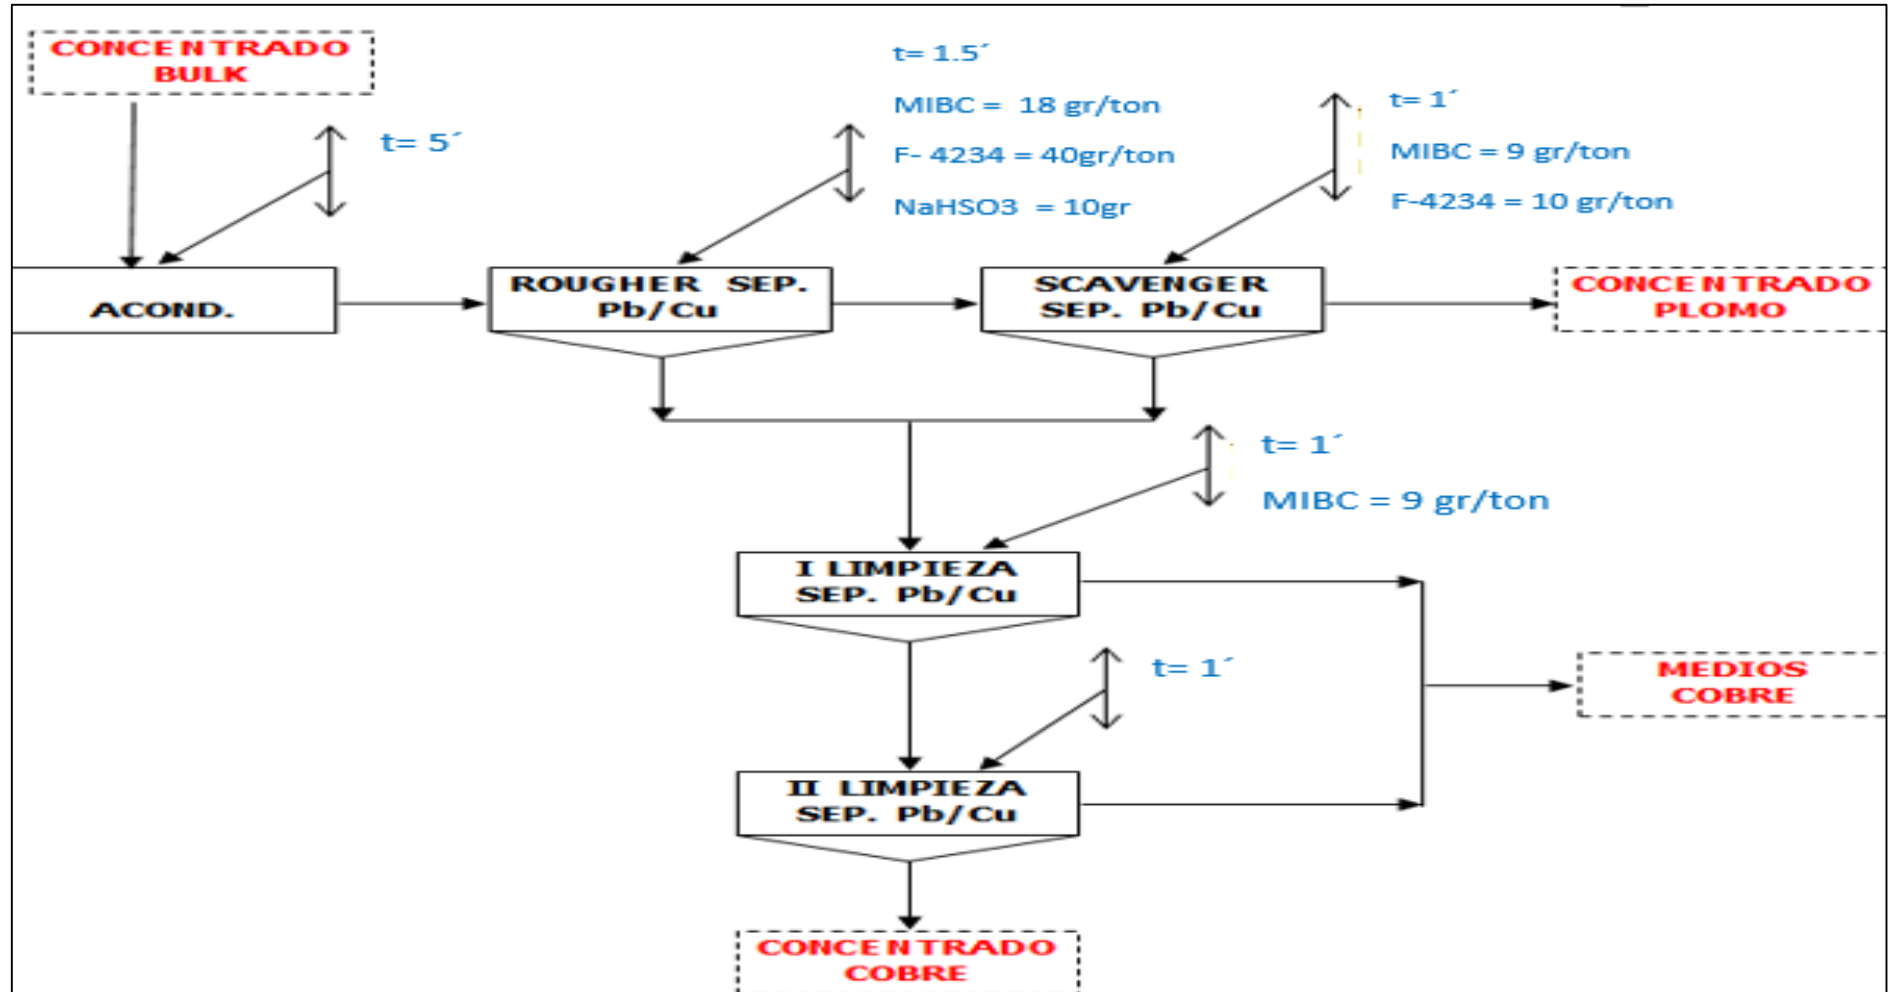 CONCENTRADO
BULK
t= 5´
t= 1.5´
MIBC = 18 gr/ton
F- 4234 = 40gr/ton
NaHSO3 = 10gr
t= 1´
MIBC = 9 gr/ton
F-4234 = 10 gr/ton
ACOND.
ROUGHER SEP.
Pb/Cu
SCAVENGER
SEP. Pb/Cu
CONCENTRADO
PLOMO
t= 1´
MIBC = 9 gr/ton
I LIMPIEZA
SEP. Pb/Cu
t= 1´
MEDIOS
COBRE
II LIMPIEZA
SEP. Pb/Cu
CONCENTRADO
COBRE